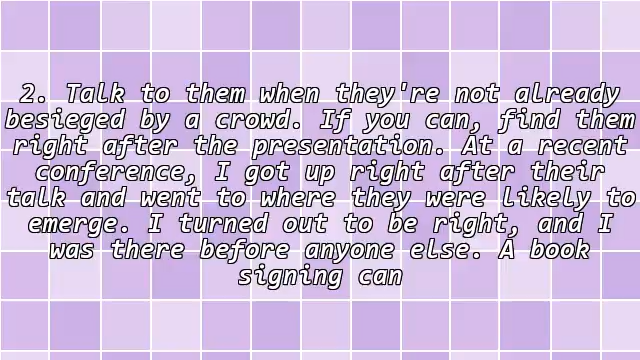 2. Talk to them when they're not already
besieged by a crowd. If you can, find them
right after the presentation. At a recent
conference, I got up right after their
talk and went to where they were likely to
emerge. I turned out to be right, and I
was there before anyone else. A book
signing can